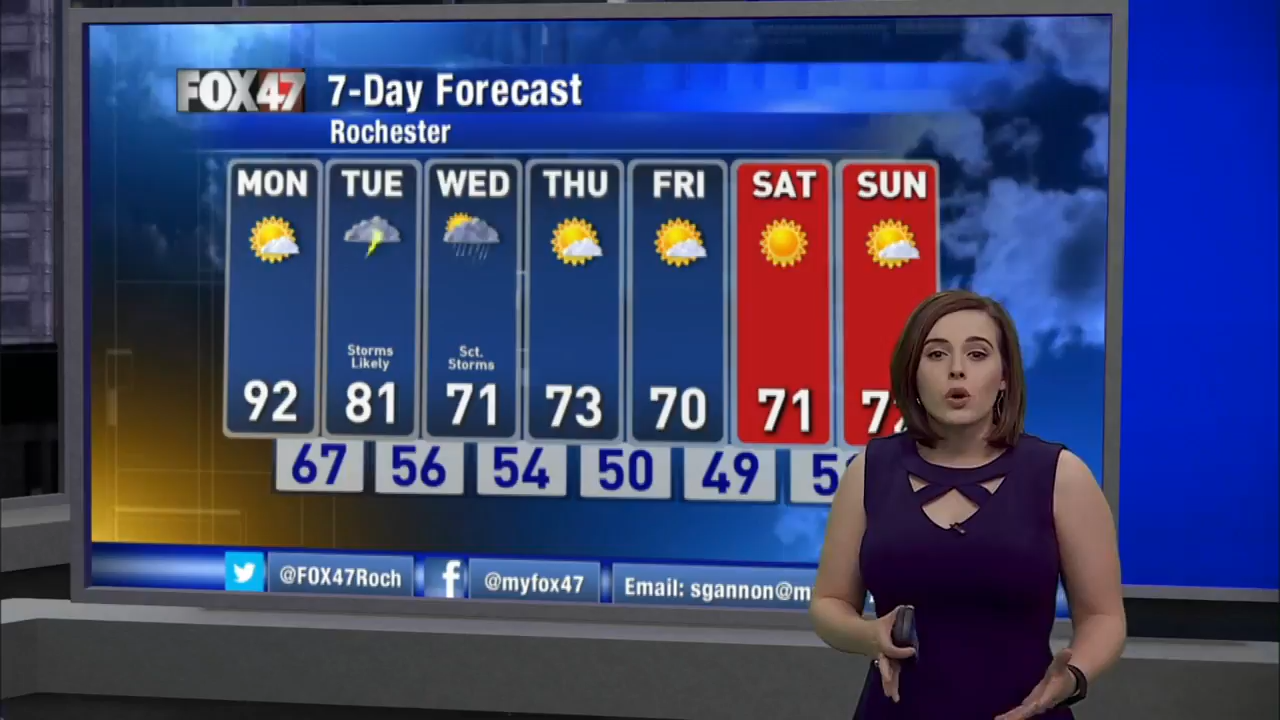 FOX47 7-Day Forecast
Rochester
MON TUE WED THU FRI SAT SUN
Storms Likely
Sct. Storms
92 81 71 73 70 71
67 56 54 50 49
@FOX47Roch @myfox47 Email: sgannon@m